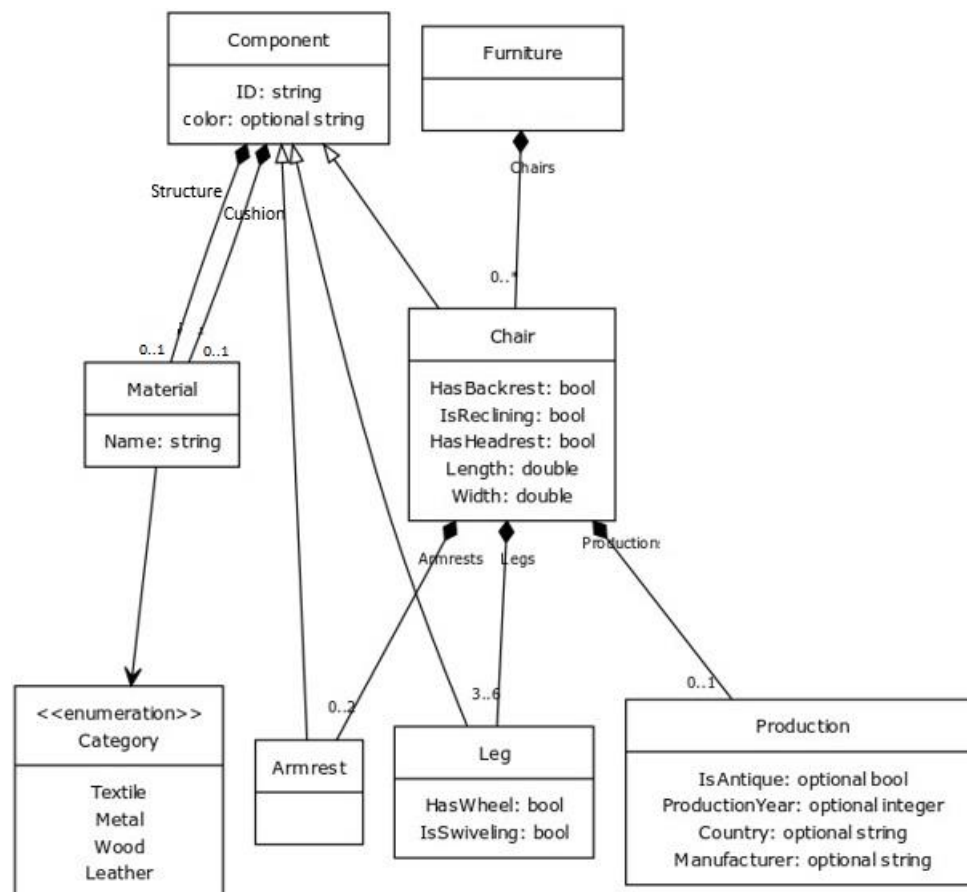 Component
ID: string
color: optional string
Furniture
Chairs
0..*
Structure
Cushion
0..1
0..1
Material
Name: string
Chair
HasBackrest: bool
IsReclining: bool
HasHeadrest: bool
Length: double
Width: double
Armrests
Legs
Production
0..2
3..6
0..1
<<enumeration>>
Category
Textile
Metal
Wood
Leather
Armrest
Leg
HasWheel: bool
IsSwiveling: bool
Production
IsAntique: optional bool
ProductionYear: optional integer
Country: optional string
Manufacturer: optional string